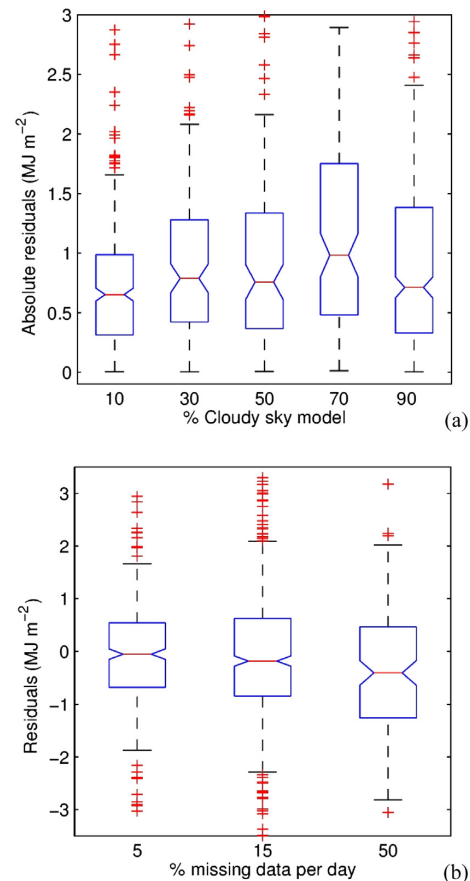 Absolute residuals (MJ m⁻²)
3
2.5
2
1.5
1
0.5
0
10 30 50 70 90
% Cloudy sky model
(a)
Residuals (MJ m⁻²)
3
2
1
0
−1
−2
−3
5 15 50
% missing data per day
(b)